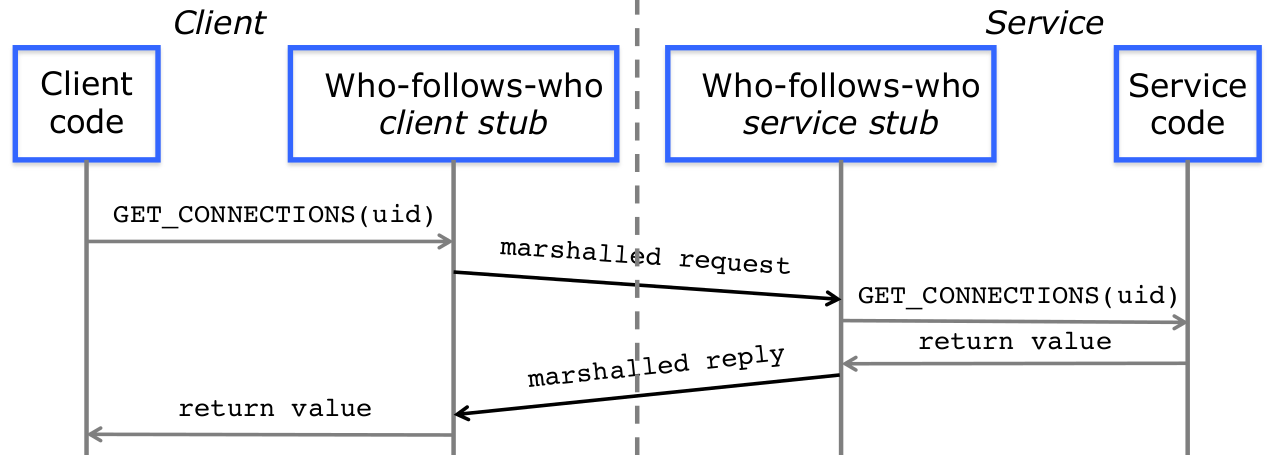 Client
Service
Client
code
Who-follows-who
client stub
Who-follows-who
service stub
Service
code
GET_CONNECTIONS(uid)
marshalled request
GET_CONNECTIONS(uid)
return value
marshalled reply
return value